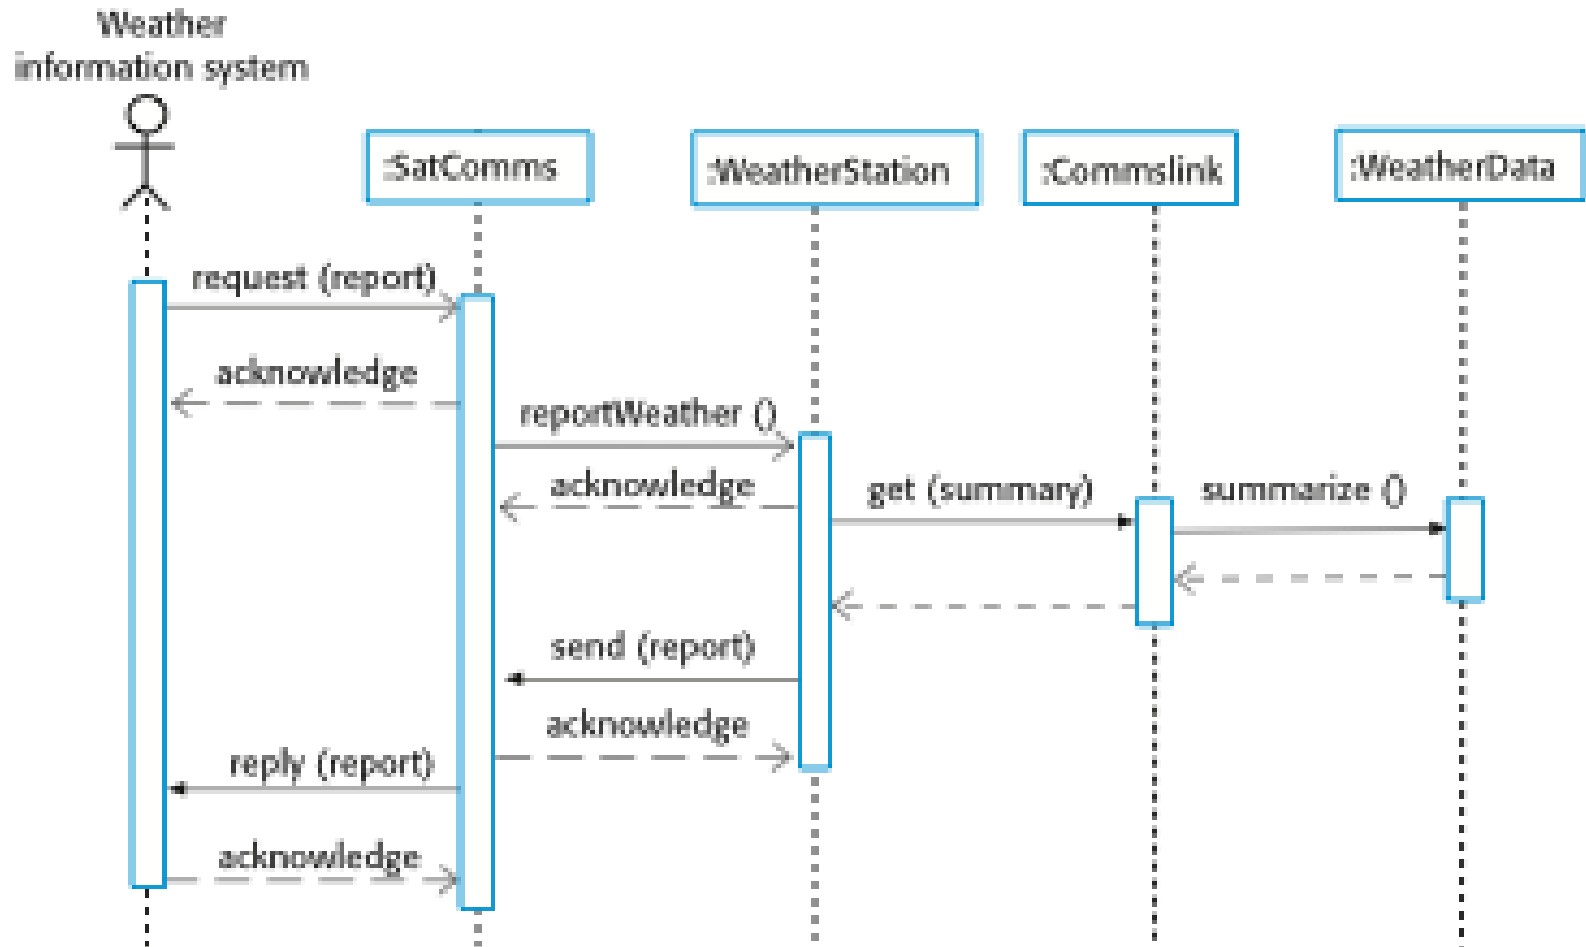 Weather
information system
:SatComms
:WeatherStation
:Commslink
:WeatherData
request (report)
acknowledge
reportWeather ()
acknowledge
get (summary)
summarize ()
send (report)
acknowledge
reply (report)
acknowledge